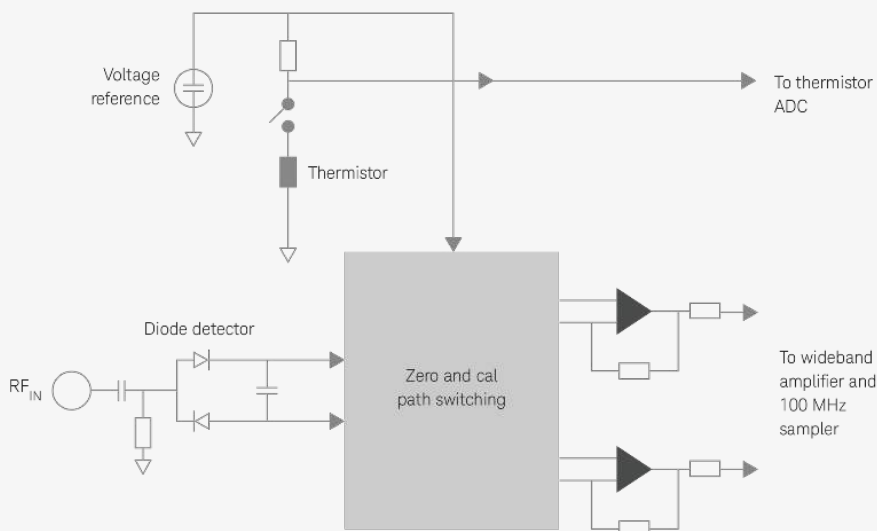 Voltage
reference
To thermistor
ADC
Thermistor
Diode detector
RF IN
Zero and cal
path switching
To wideband
amplifier and
100 MHz
sampler